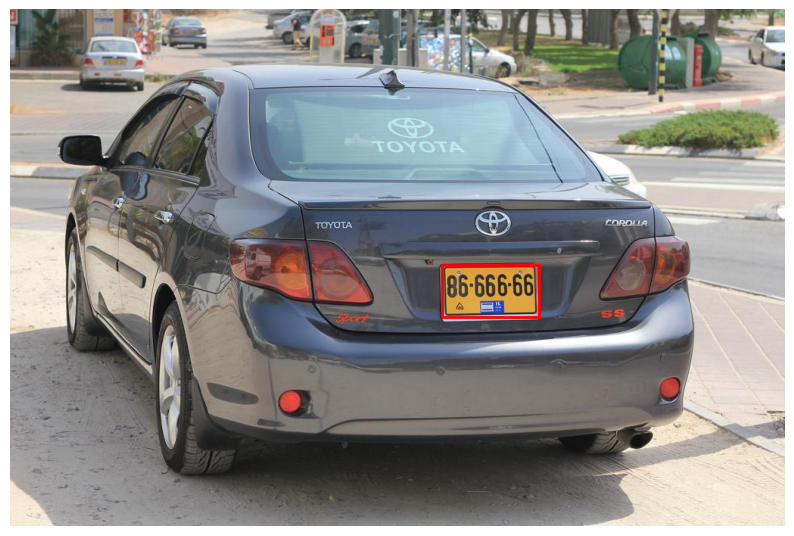 TOYOTA
TOYOTA
COROLLA
86-666-66
IL
Sport
SS